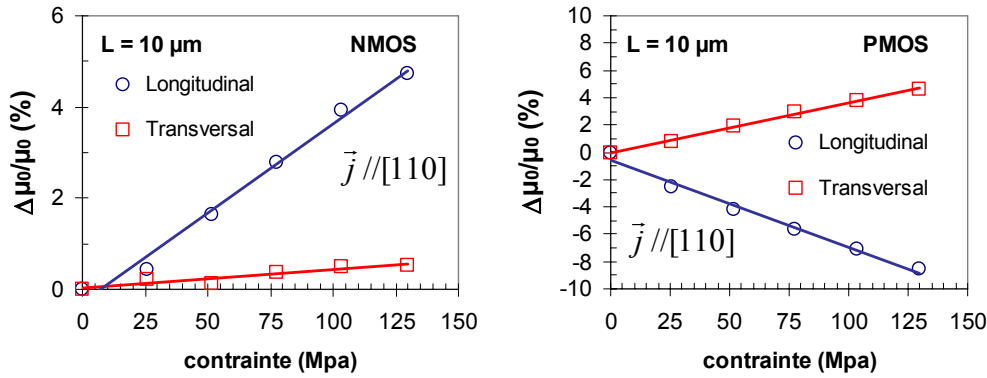 L = 10 µm NMOS
Longitudinal
Transversal
j⃗ //[110]
Δµ0/µ0 (%)
6
4
2
0
0 25 50 75 100 125 150
contrainte (Mpa)
L = 10 µm PMOS
Longitudinal
Transversal
j⃗ //[110]
Δµ0/µ0 (%)
10
8
6
4
2
0
-2
-4
-6
-8
-10
0 25 50 75 100 125 150
contrainte (Mpa)